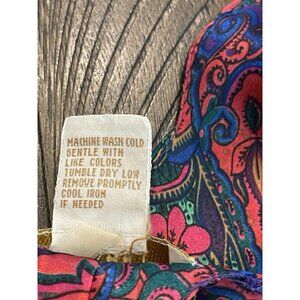 MACHINE WASH COLD
GENTLE WITH
LIKE COLORS
TUMBLE DRY LOW
REMOVE PROMPTLY
COOL IRON
IF NEEDED